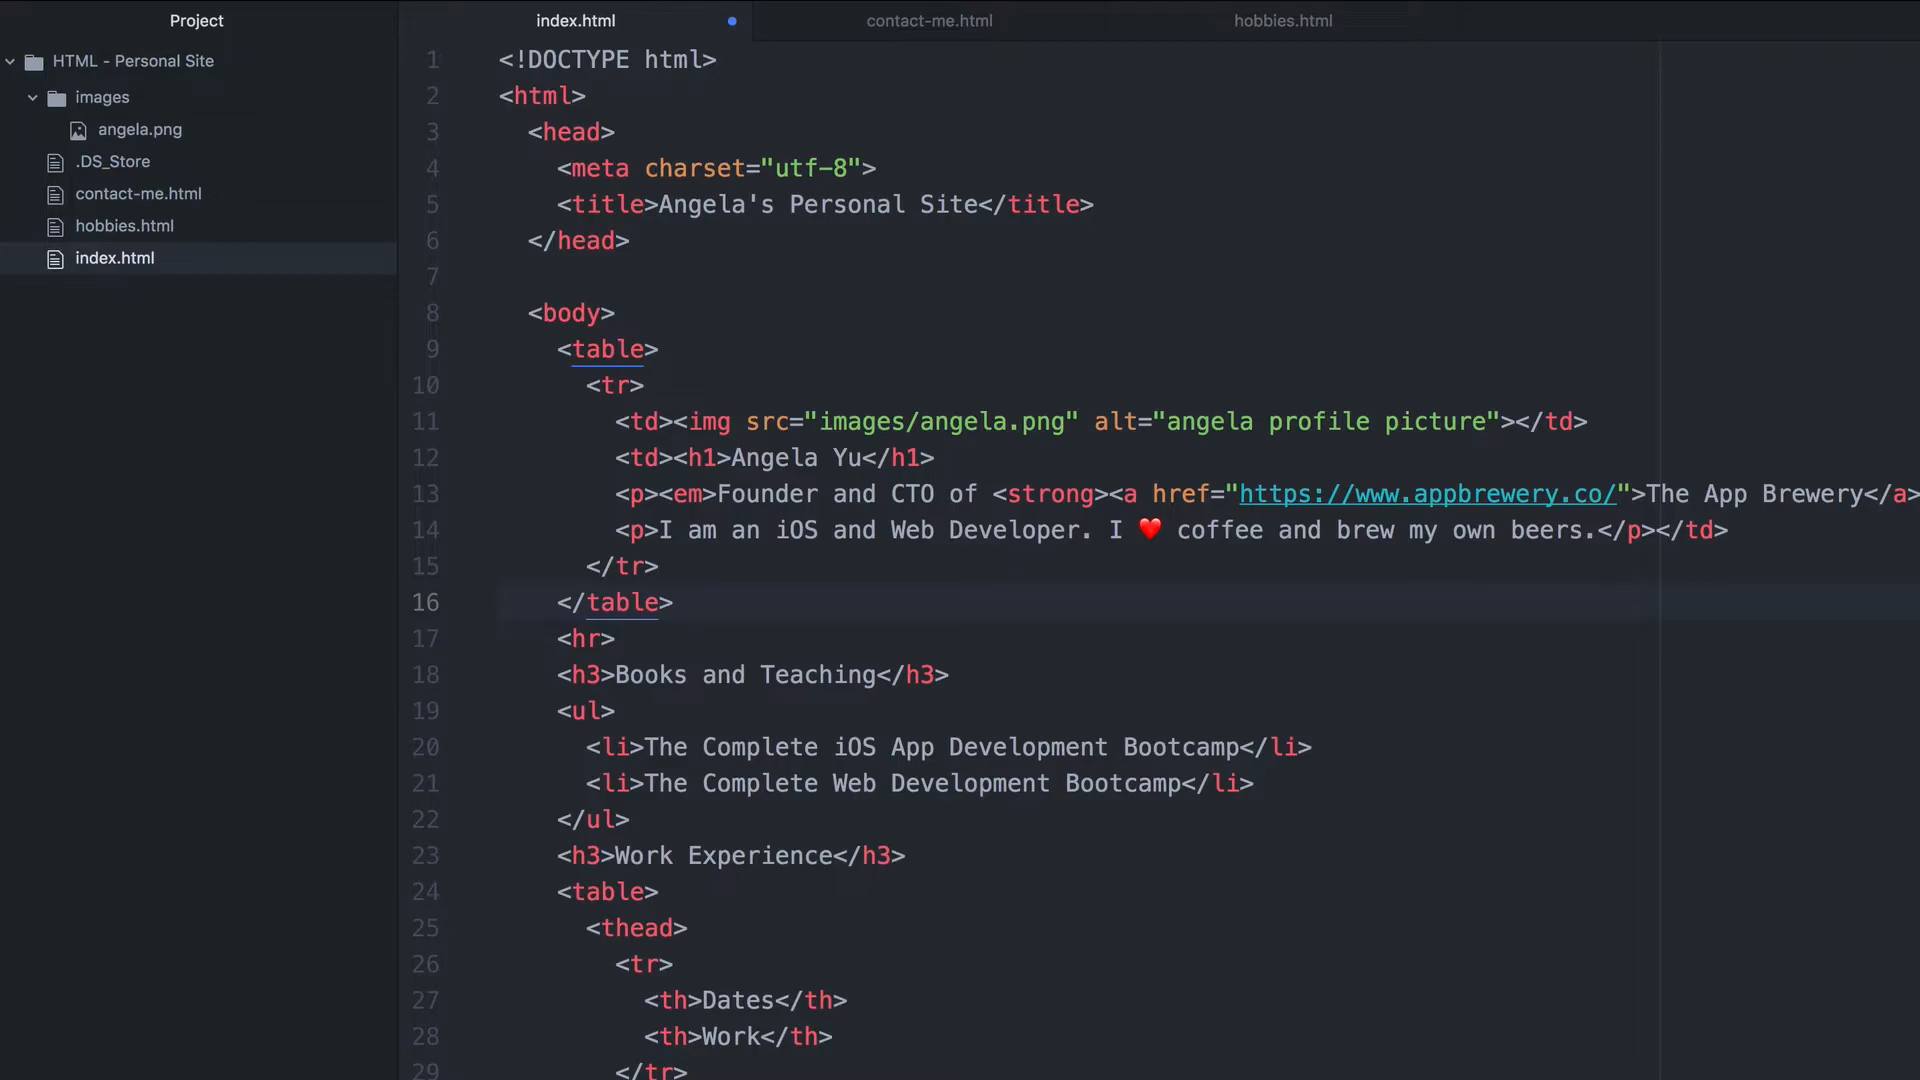 Project
index.html
contact-me.html
hobbies.html
HTML - Personal Site
images
angela.png
.DS_Store
contact-me.html
hobbies.html
index.html
1 <!DOCTYPE html>
2 <html>
3 <head>
4 <meta charset="utf-8">
5 <title>Angela's Personal Site</title>
6 </head>
7
8 <body>
9 <table>
10 <tr>
11 <td><img src="images/angela.png" alt="angela profile picture"></td>
12 <td><h1>Angela Yu</h1>
13 <p><em>Founder and CTO of <strong><a href="https://www.appbrewery.co/">The App Brewery</a>
14 <p>I am an iOS and Web Developer. I ❤️ coffee and brew my own beers.</p></td>
15 </tr>
16 </table>
17 <hr>
18 <h3>Books and Teaching</h3>
19 <ul>
20 <li>The Complete iOS App Development Bootcamp</li>
21 <li>The Complete Web Development Bootcamp</li>
22 </ul>
23 <h3>Work Experience</h3>
24 <table>
25 <thead>
26 <tr>
27 <th>Dates</th>
28 <th>Work</th>
29 </tr>